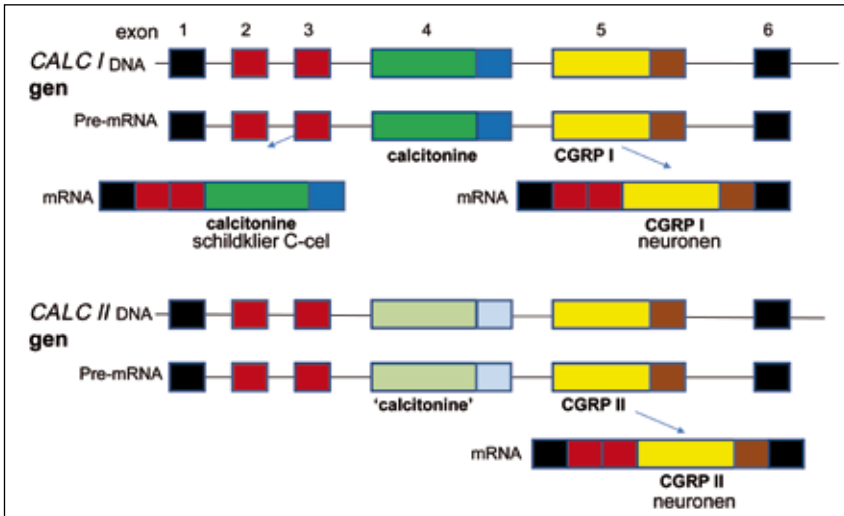 exon 1 2 3 4 5 6
CALC I DNA
gen
Pre-mRNA
calcitonine CGRP I
mRNA mRNA
calcitonine CGRP I
schildklier C-cel neuronen
CALC II DNA
gen
Pre-mRNA
'calcitonine' CGRP II
mRNA
CGRP II
neuronen